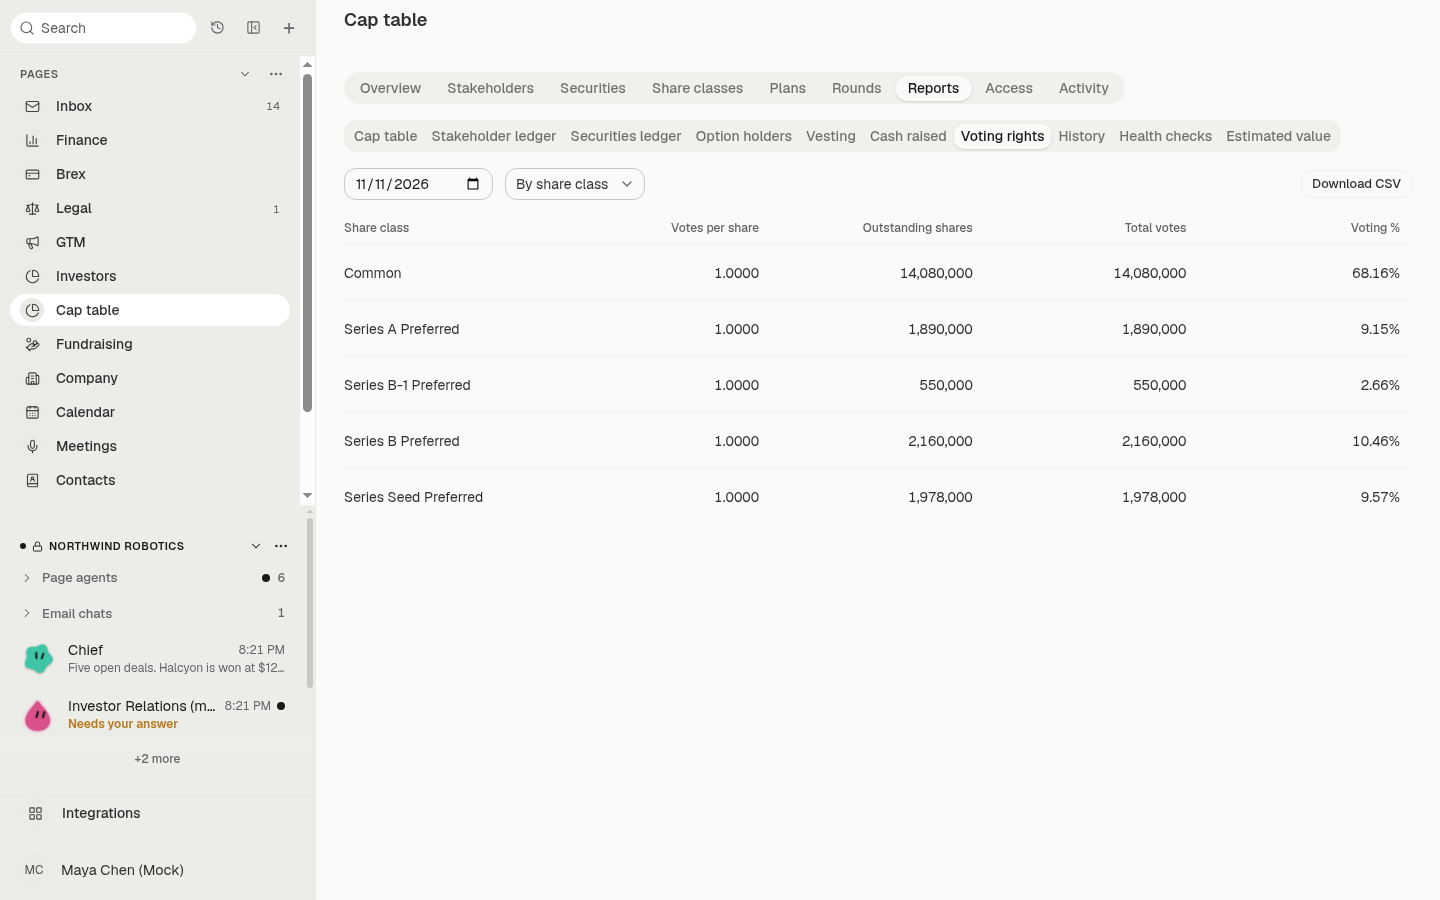 Search
PAGES
Inbox 14
Finance
Brex
Legal 1
GTM
Investors
Cap table
Fundraising
Company
Calendar
Meetings
Contacts
NORTHWIND ROBOTICS
Page agents 6
Email chats 1
Chief 8:21 PM
Five open deals. Halcyon is won at $12…
Investor Relations (m… 8:21 PM
Needs your answer
+2 more
Integrations
MC Maya Chen (Mock)
Cap table
Overview Stakeholders Securities Share classes Plans Rounds Reports Access Activity
Cap table Stakeholder ledger Securities ledger Option holders Vesting Cash raised Voting rights History Health checks Estimated value
11/11/2026 By share class Download CSV
Share class Votes per share Outstanding shares Total votes Voting %
Common 1.0000 14,080,000 14,080,000 68.16%
Series A Preferred 1.0000 1,890,000 1,890,000 9.15%
Series B-1 Preferred 1.0000 550,000 550,000 2.66%
Series B Preferred 1.0000 2,160,000 2,160,000 10.46%
Series Seed Preferred 1.0000 1,978,000 1,978,000 9.57%